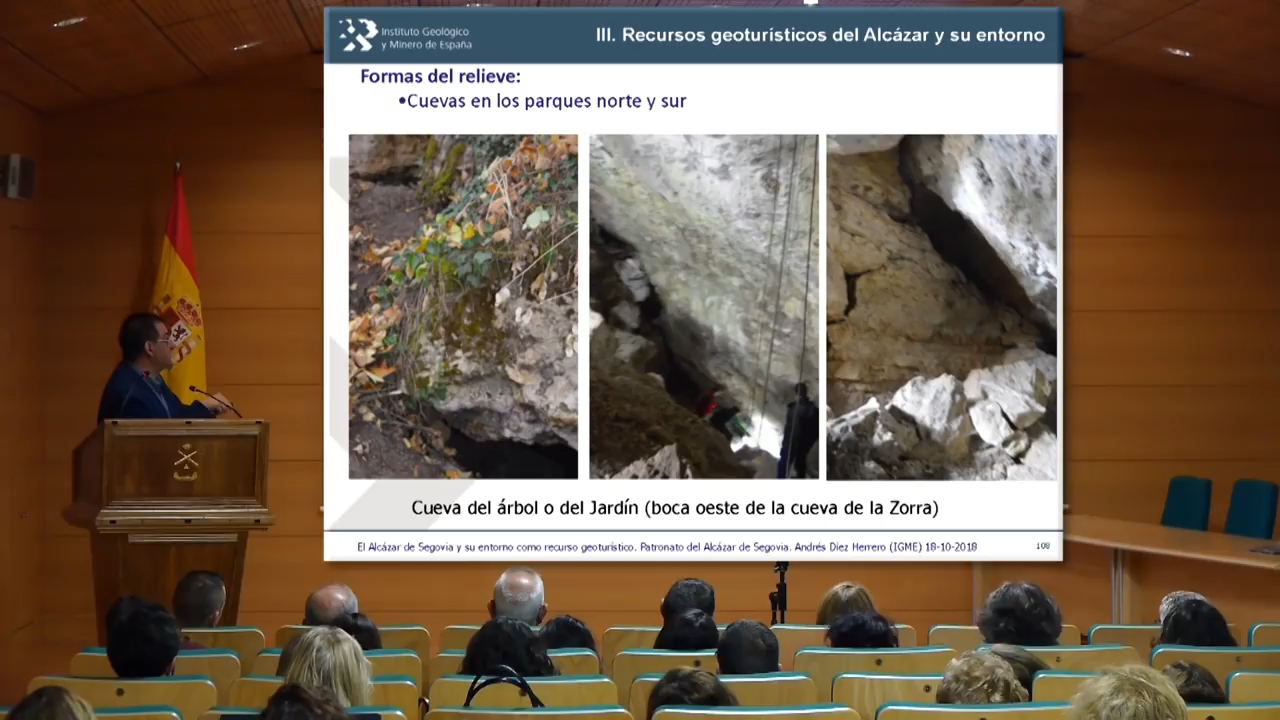 Instituto Geológico
y Minero de España
III. Recursos geoturísticos del Alcázar y su entorno
Formas del relieve:
•Cuevas en los parques norte y sur
Cueva del árbol o del Jardín (boca oeste de la cueva de la Zorra)
El Alcázar de Segovia y su entorno como recurso geoturístico. Patronato del Alcázar de Segovia. Andrés Díez Herrero (IGME) 18-10-2018
108